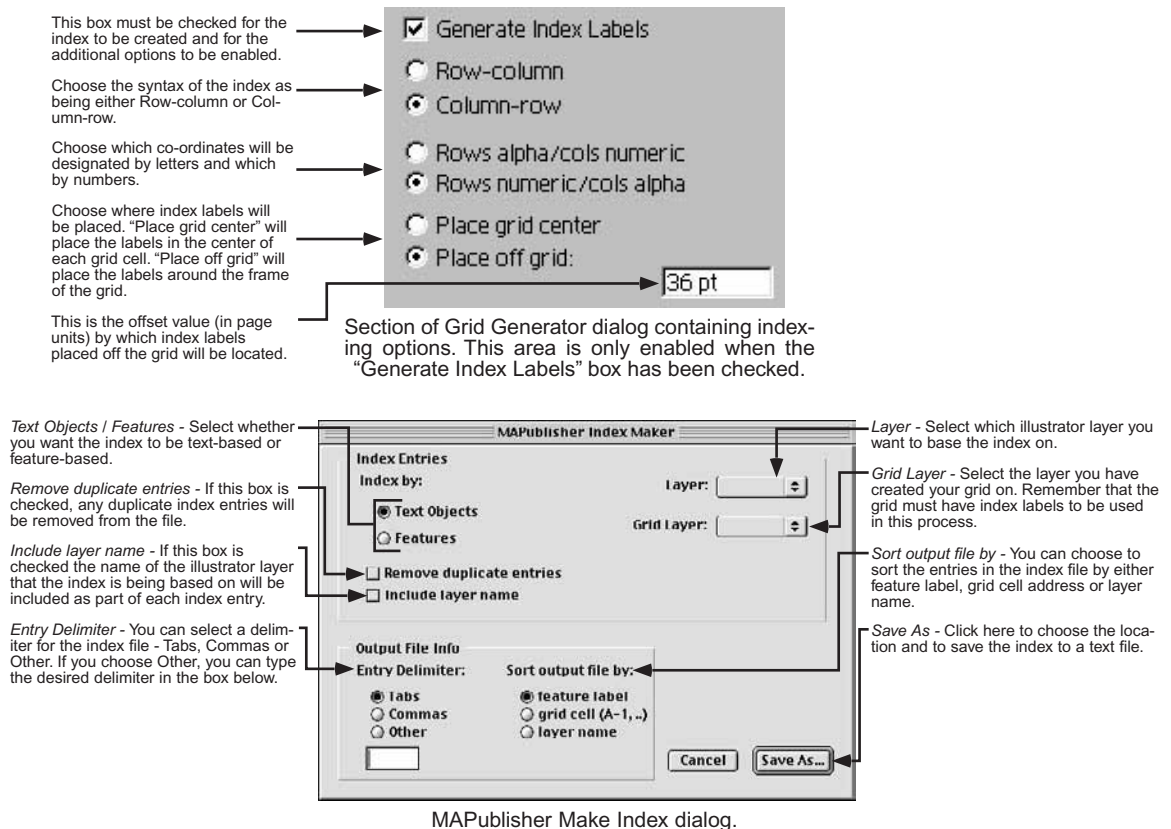 This box must be checked for the
index to be created and for the
additional options to be enabled.
Choose the syntax of the index as
being either Row-column or Col-
umn-row.
Choose which co-ordinates will be
designated by letters and which
by numbers.
Choose where index labels will
be placed. “Place grid center” will
place the labels in the center of
each grid cell. “Place off grid” will
place the labels around the frame
of the grid.
This is the offset value (in page
units) by which index labels
placed off the grid will be located.
Generate Index Labels
Row-column
Column-row
Rows alpha/cols numeric
Rows numeric/cols alpha
Place grid center
Place off grid:
36 pt
Section of Grid Generator dialog containing index-
ing options. This area is only enabled when the
“Generate Index Labels” box has been checked.
Text Objects / Features - Select whether
you want the index to be text-based or
feature-based.
Remove duplicate entries - If this box is
checked, any duplicate index entries will
be removed from the file.
Include layer name - If this box is
checked the name of the illustrator layer
that the index is being based on will be
included as part of each index entry.
Entry Delimiter - You can select a delim-
iter for the index file - Tabs, Commas or
Other. If you choose Other, you can type
the desired delimiter in the box below.
MAPublisher Index Maker
Index Entries
Index by:
Text Objects
Features
Remove duplicate entries
Include layer name
Layer:
Grid Layer:
Output File Info
Entry Delimiter:
Tabs
Commas
Other
Sort output file by:
feature label
grid cell (A-1, ..)
layer name
Cancel
Save As...
Layer - Select which illustrator layer you
want to base the index on.
Grid Layer - Select the layer you have
created your grid on. Remember that the
grid must have index labels to be used
in this process.
Sort output file by - You can choose to
sort the entries in the index file by either
feature label, grid cell address or layer
name.
Save As - Click here to choose the loca-
tion and to save the index to a text file.
MAPublisher Make Index dialog.